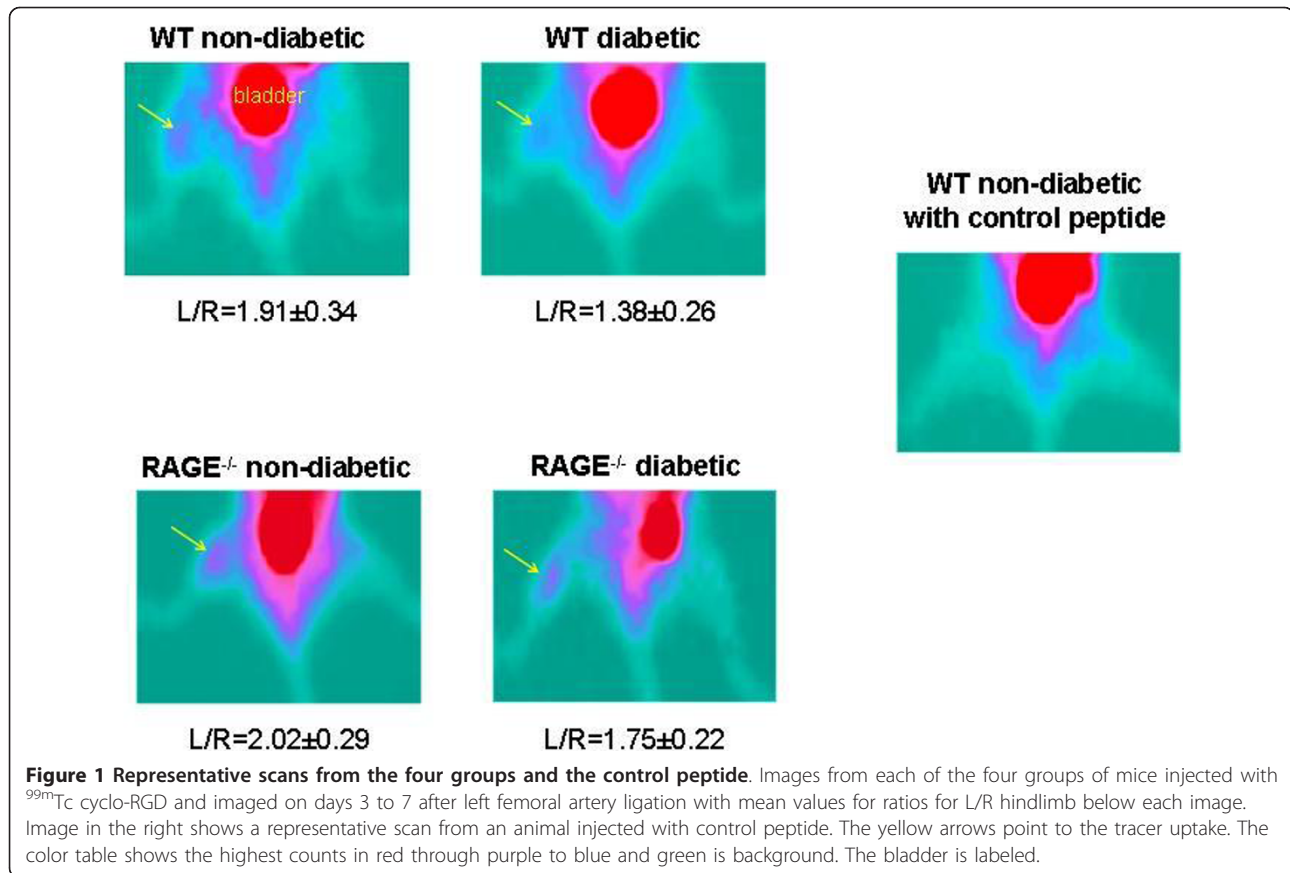 WT non-diabetic
WT diabetic
bladder
L/R=1.91±0.34
L/R=1.38±0.26
WT non-diabetic
with control peptide
RAGE-/- non-diabetic
RAGE-/- diabetic
L/R=2.02±0.29
L/R=1.75±0.22
Figure 1 Representative scans from the four groups and the control peptide. Images from each of the four groups of mice injected with
99mTc cyclo-RGD and imaged on days 3 to 7 after left femoral artery ligation with mean values for ratios for L/R hindlimb below each image.
Image in the right shows a representative scan from an animal injected with control peptide. The yellow arrows point to the tracer uptake. The
color table shows the highest counts in red through purple to blue and green is background. The bladder is labeled.